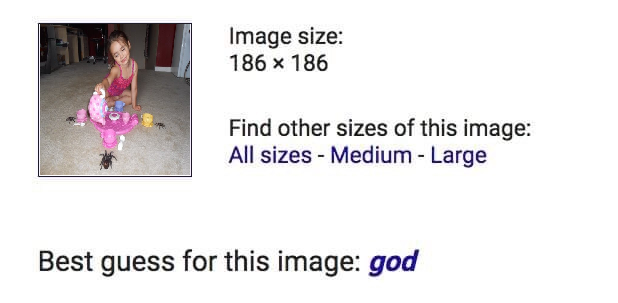 Image size:
186 × 186
Find other sizes of this image:
All sizes - Medium - Large
Best guess for this image: god